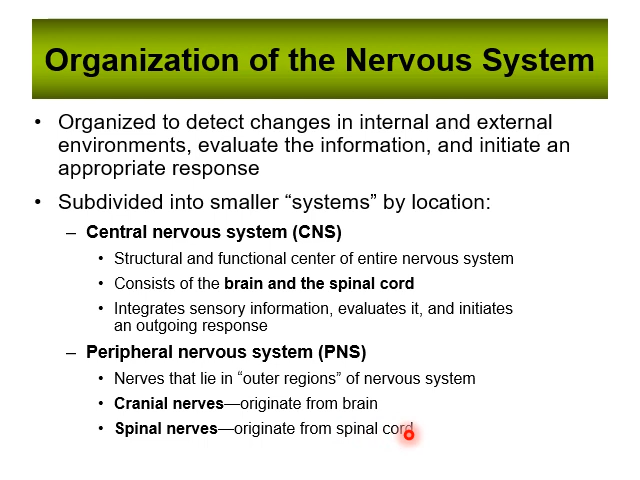 Organization of the Nervous System
• Organized to detect changes in internal and external
environments, evaluate the information, and initiate an
appropriate response
• Subdivided into smaller “systems” by location:
– Central nervous system (CNS)
• Structural and functional center of entire nervous system
• Consists of the brain and the spinal cord
• Integrates sensory information, evaluates it, and initiates
an outgoing response
– Peripheral nervous system (PNS)
• Nerves that lie in “outer regions” of nervous system
• Cranial nerves—originate from brain
• Spinal nerves—originate from spinal cord